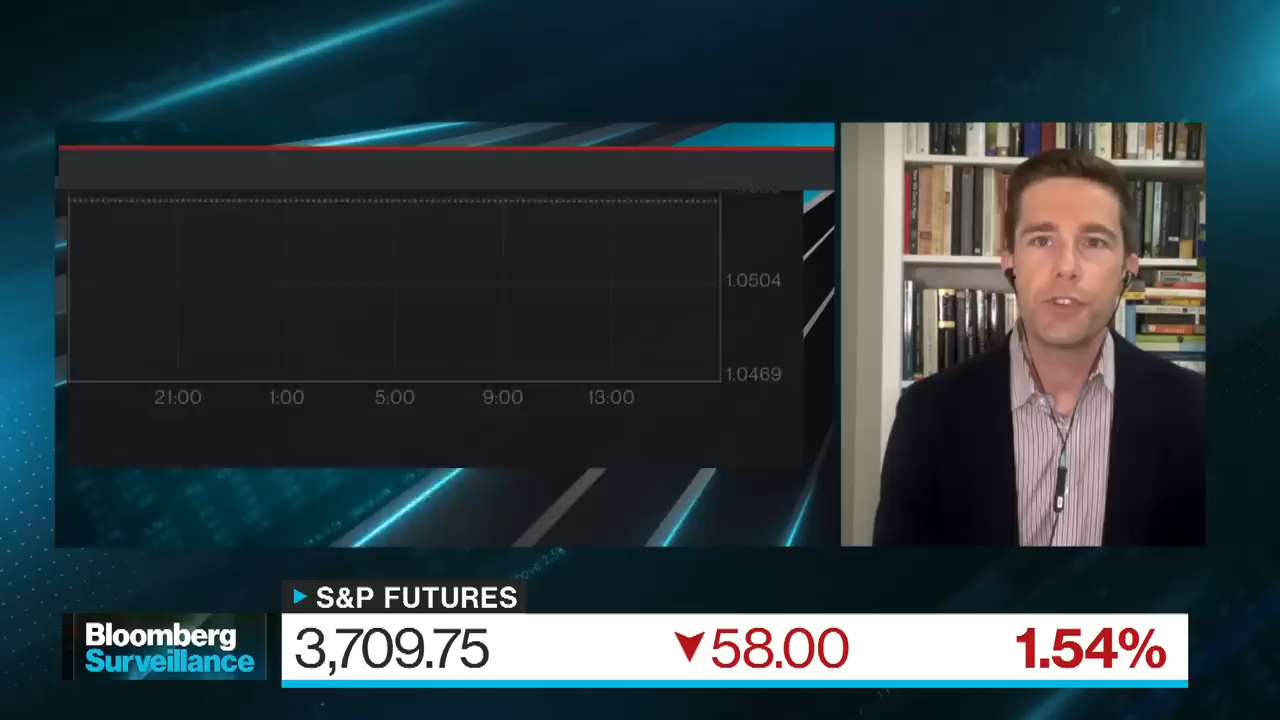 1.0504
1.0469
21:00 1:00 5:00 9:00 13:00
S&P FUTURES
Bloomberg
Surveillance
3,709.75 58.00 1.54%